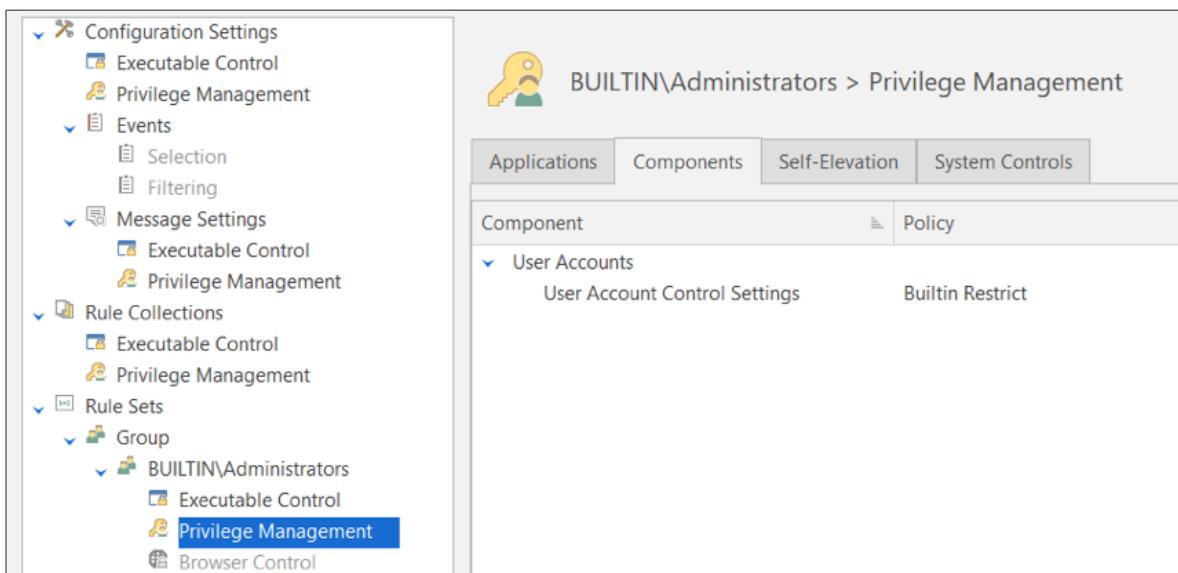 Configuration Settings
Executable Control
Privilege Management
Events
Selection
Filtering
Message Settings
Executable Control
Privilege Management
Rule Collections
Executable Control
Privilege Management
Rule Sets
Group
BUILTIN\Administrators
Executable Control
Privilege Management
Browser Control
BUILTIN\Administrators > Privilege Management
Applications Components Self-Elevation System Controls
Component Policy
User Accounts
User Account Control Settings Builtin Restrict